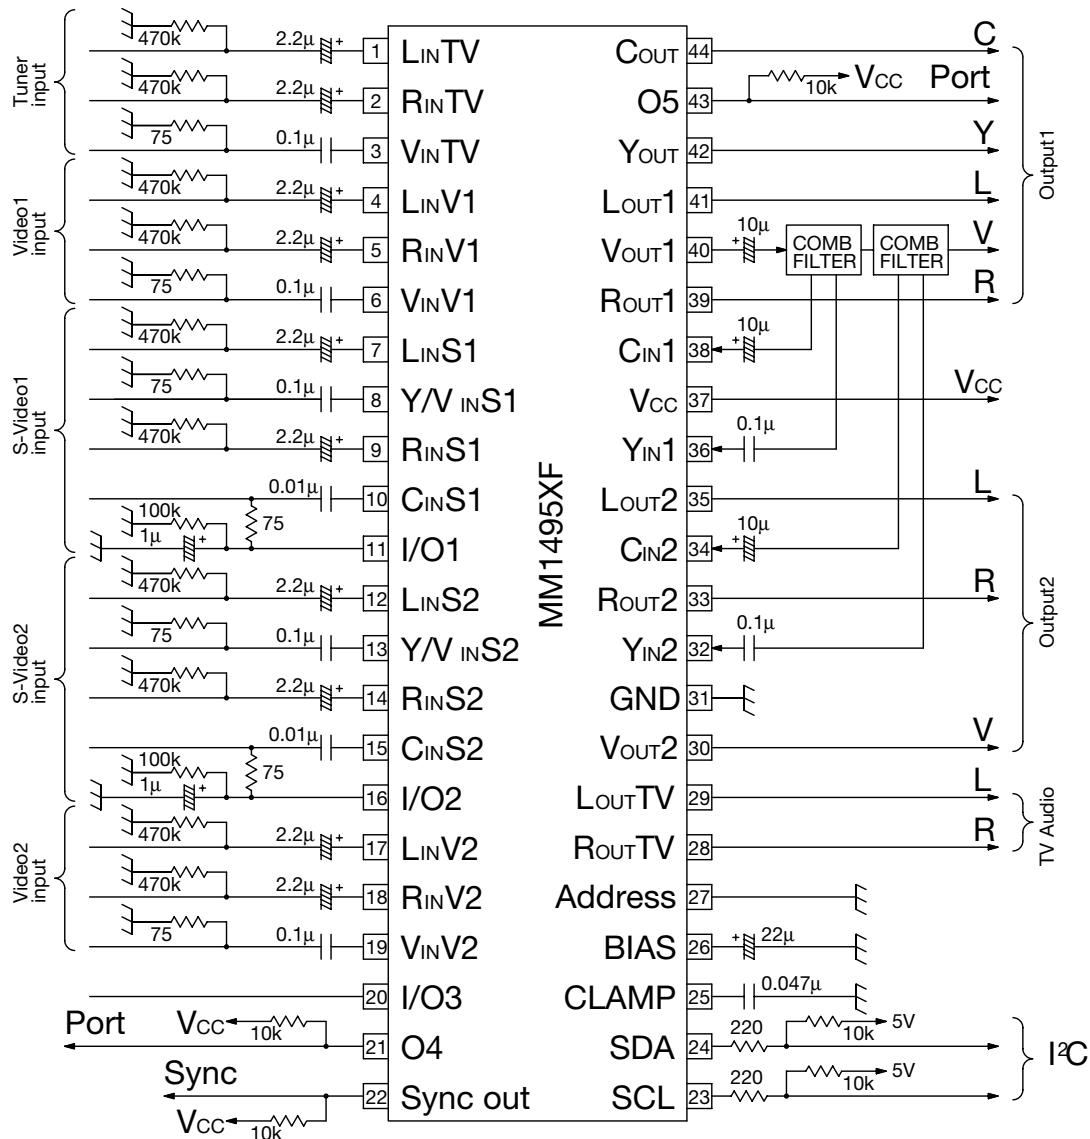 Tuner input
470k 2.2μ + 1 LINTV
470k 2.2μ + 2 RINTV
75 0.1μ 3 VINTV
Video1 input
470k 2.2μ + 4 LINV1
470k 2.2μ + 5 RINV1
75 0.1μ 6 VINV1
S-Video1 input
470k 2.2μ + 7 LINS1
75 0.1μ 8 Y/V INS1
470k 2.2μ + 9 RINS1
0.01μ 10 CINS1
100k 75
1μ + 11 I/O1
S-Video2 input
470k 2.2μ + 12 LINS2
75 0.1μ 13 Y/V INS2
470k 2.2μ + 14 RINS2
0.01μ 15 CINS2
100k 75
1μ + 16 I/O2
Video2 input
470k 2.2μ + 17 LINV2
470k 2.2μ + 18 RINV2
75 0.1μ 19 VINV2
20 I/O3
Port VCC 10k 21 O4
Sync 22 Sync out
VCC 10k
MM1495XF
COUT 44 C
O5 43 10k VCC Port
YOUT 42 Y
LOUT1 41 L
VOUT1 40 + 10μ COMB FILTER COMB FILTER V
ROUT1 39 R
Output1
CIN1 38 + 10μ
VCC 37 VCC
YIN1 36 0.1μ
LOUT2 35 L
CIN2 34 + 10μ
ROUT2 33 R
YIN2 32 0.1μ
GND 31
VOUT2 30 V
Output2
LOUTTV 29 L
ROUTTV 28 R
TV Audio
Address 27
BIAS 26 + 22μ
CLAMP 25 0.047μ
SDA 24 220 10k 5V
SCL 23 220 10k 5V
I²C